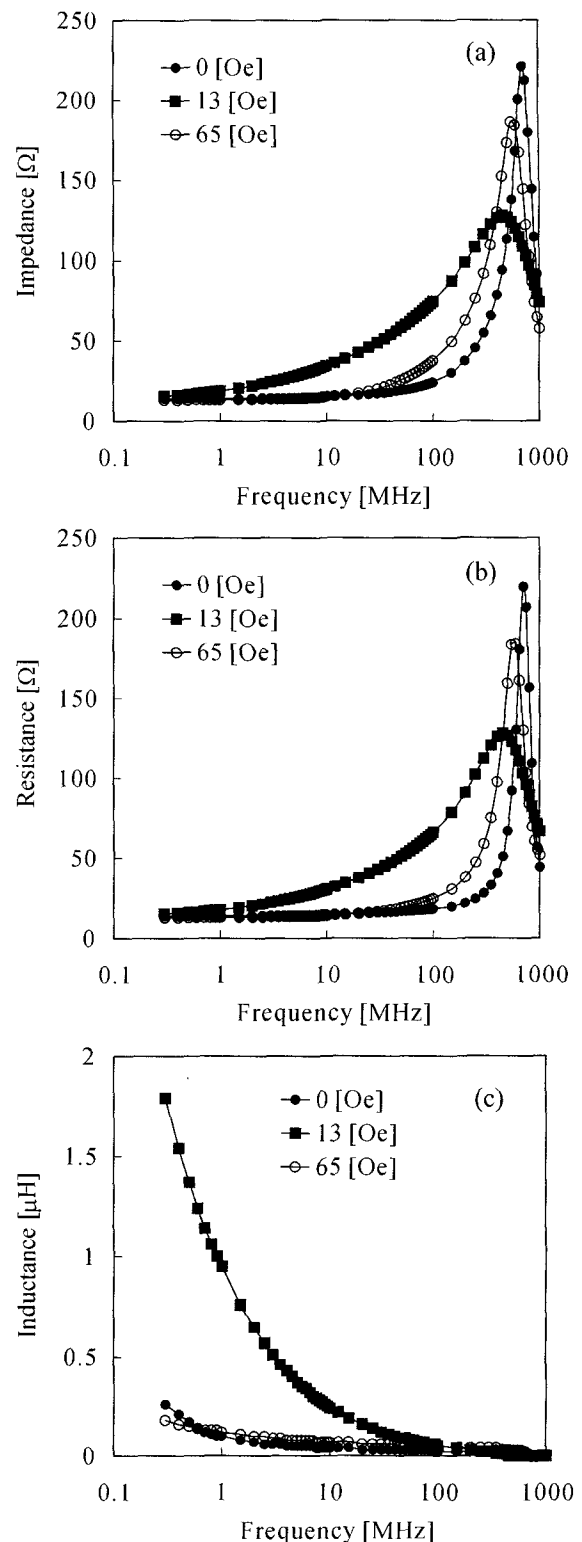 250
200
150
100
50
0
Impedance [Ω]
(a)
0 [Oe]
13 [Oe]
65 [Oe]
0.1 1 10 100 1000
Frequency [MHz]
250
200
150
100
50
0
Resistance [Ω]
(b)
0 [Oe]
13 [Oe]
65 [Oe]
0.1 1 10 100 1000
Frequency [MHz]
2
1.5
1
0.5
0
Inductance [μH]
(c)
0 [Oe]
13 [Oe]
65 [Oe]
0.1 1 10 100 1000
Frequency [MHz]